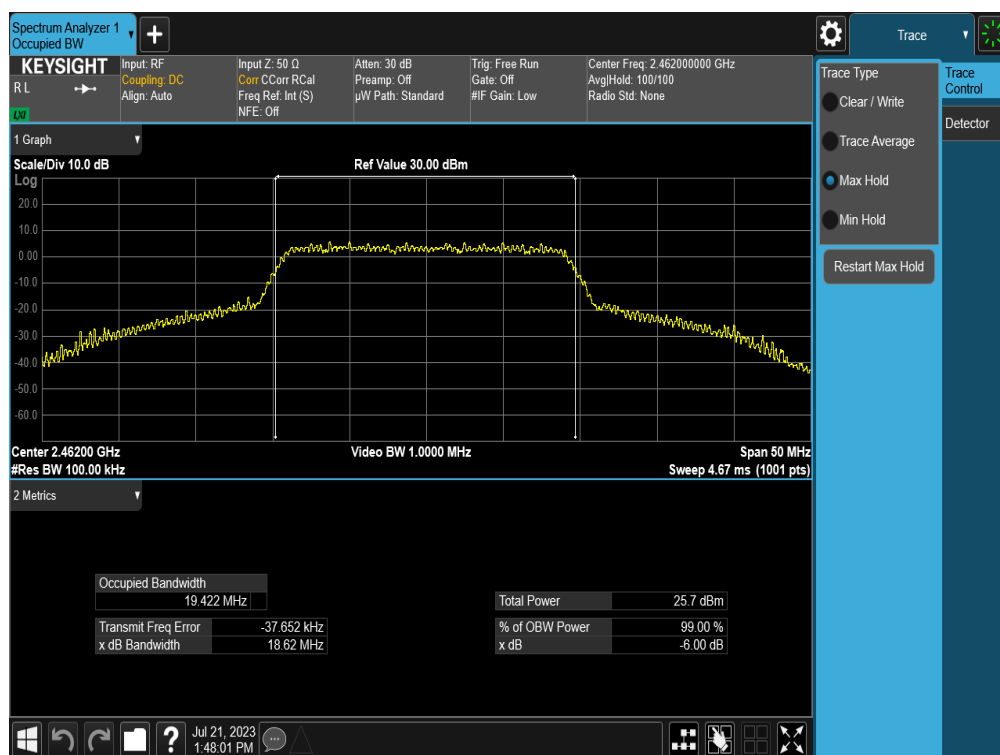 Spectrum Analyzer 1
Occupied BW
+
Trace
KEYSIGHT
R L
LXI
Input: RF
Coupling: DC
Align: Auto
Input Z: 50 Ω
Corr CCorr RCal
Freq Ref: Int (S)
NFE: Off
Atten: 30 dB
Preamp: Off
µW Path: Standard
Trig: Free Run
Gate: Off
#IF Gain: Low
Center Freq: 2.462000000 GHz
Avg|Hold: 100/100
Radio Std: None
Trace Type
Clear / Write
Trace Average
Max Hold
Min Hold
Restart Max Hold
Trace
Control
Detector
1 Graph
Scale/Div 10.0 dB
Ref Value 30.00 dBm
Log
20.0
10.0
0.00
-10.0
-20.0
-30.0
-40.0
-50.0
-60.0
Center 2.46200 GHz
Video BW 1.0000 MHz
Span 50 MHz
#Res BW 100.00 kHz
Sweep 4.67 ms (1001 pts)
2 Metrics
Occupied Bandwidth
19.422 MHz
Total Power 25.7 dBm
Transmit Freq Error -37.652 kHz
% of OBW Power 99.00 %
x dB Bandwidth 18.62 MHz
x dB -6.00 dB
?
Jul 21, 2023
1:48:01 PM